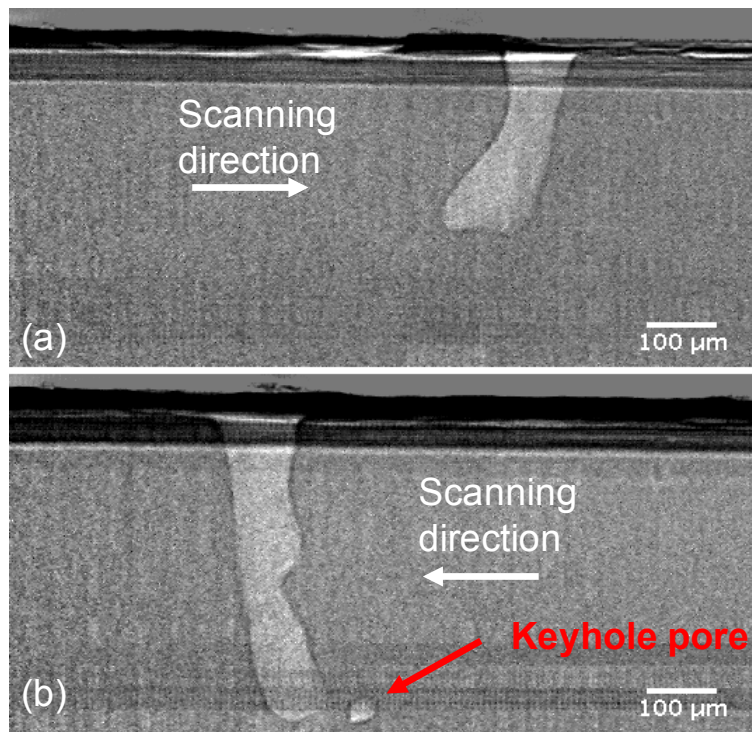 Scanning
direction
(a)
100 µm
Scanning
direction
Keyhole pore
(b)
100 µm